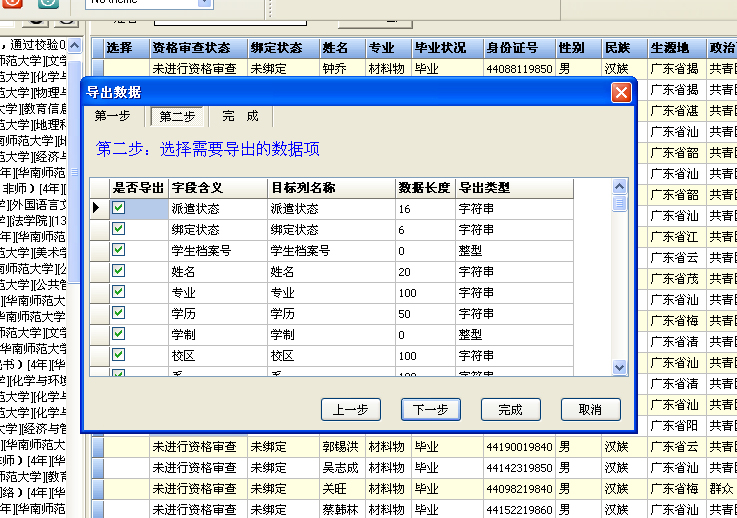 选择 资格审查状态 绑定状态 姓名 专业 毕业状况 身份证号 性别 民族 生源地 政治
未进行资格审查 未绑定 钟乔 材料物 毕业 44088119850 男 汉族 广东省揭 共青团
导出数据
第一步 第二步 完 成
第二步：选择需要导出的数据项
是否导出 字段含义 目标列名称 数据长度 导出类型
派遣状态 派遣状态 16 字符串
绑定状态 绑定状态 6 字符串
学生档案号 学生档案号 0 整型
姓名 姓名 20 字符串
专业 专业 100 字符串
学历 学历 50 字符串
学制 学制 0 整型
校区 校区 100 字符串
系 系 100 字符串
上一步 下一步 完成 取消
未进行资格审查 未绑定 郭锡洪 材料物 毕业 44190019840 男 汉族 广东省云 共青团
未进行资格审查 未绑定 吴志成 材料物 毕业 44142319850 男 汉族 广东省汕 共青团
未进行资格审查 未绑定 关旺 材料物 毕业 44098219840 男 汉族 广东省梅 群众
未进行资格审查 未绑定 蔡韩林 材料物 毕业 44152219860 男 汉族 广东省汕 共青团
，通过校验0
师范大学][文学
范大学][化学与
范大学][物理与
大学][教育信息
范大学][地理科
南师范大学][地
大学][经济与
年][华南师范大
非师）[4年][华
学][外国语言文
学][法学院][13
年][华南师范大
范大学][美术学
南师范大学][公
大学][公共管
][华南师范大
范大学][文学
华南师范大学
书）[4年][华
学][化学与环境
大学][化学与
范大学][化学与
大学][经济与管
年][华南师范大
师）[4年][华
范大学][教育
络）[4年][华
][华南师范大
广东省揭 共青团
广东省湛 共青团
广东省汕 共青团
广东省韶 共青团
广东省汕 共青团
广东省韶 共青团
广东省汕 共青团
广东省江 共青团
广东省云 共青团
广东省茂 共青团
广东省汕 共青团
广东省梅 共青团
广东省清 共青团
广东省汕 共青团
广东省清 共青团
广东省汕 共青团
广东省阳 共青团